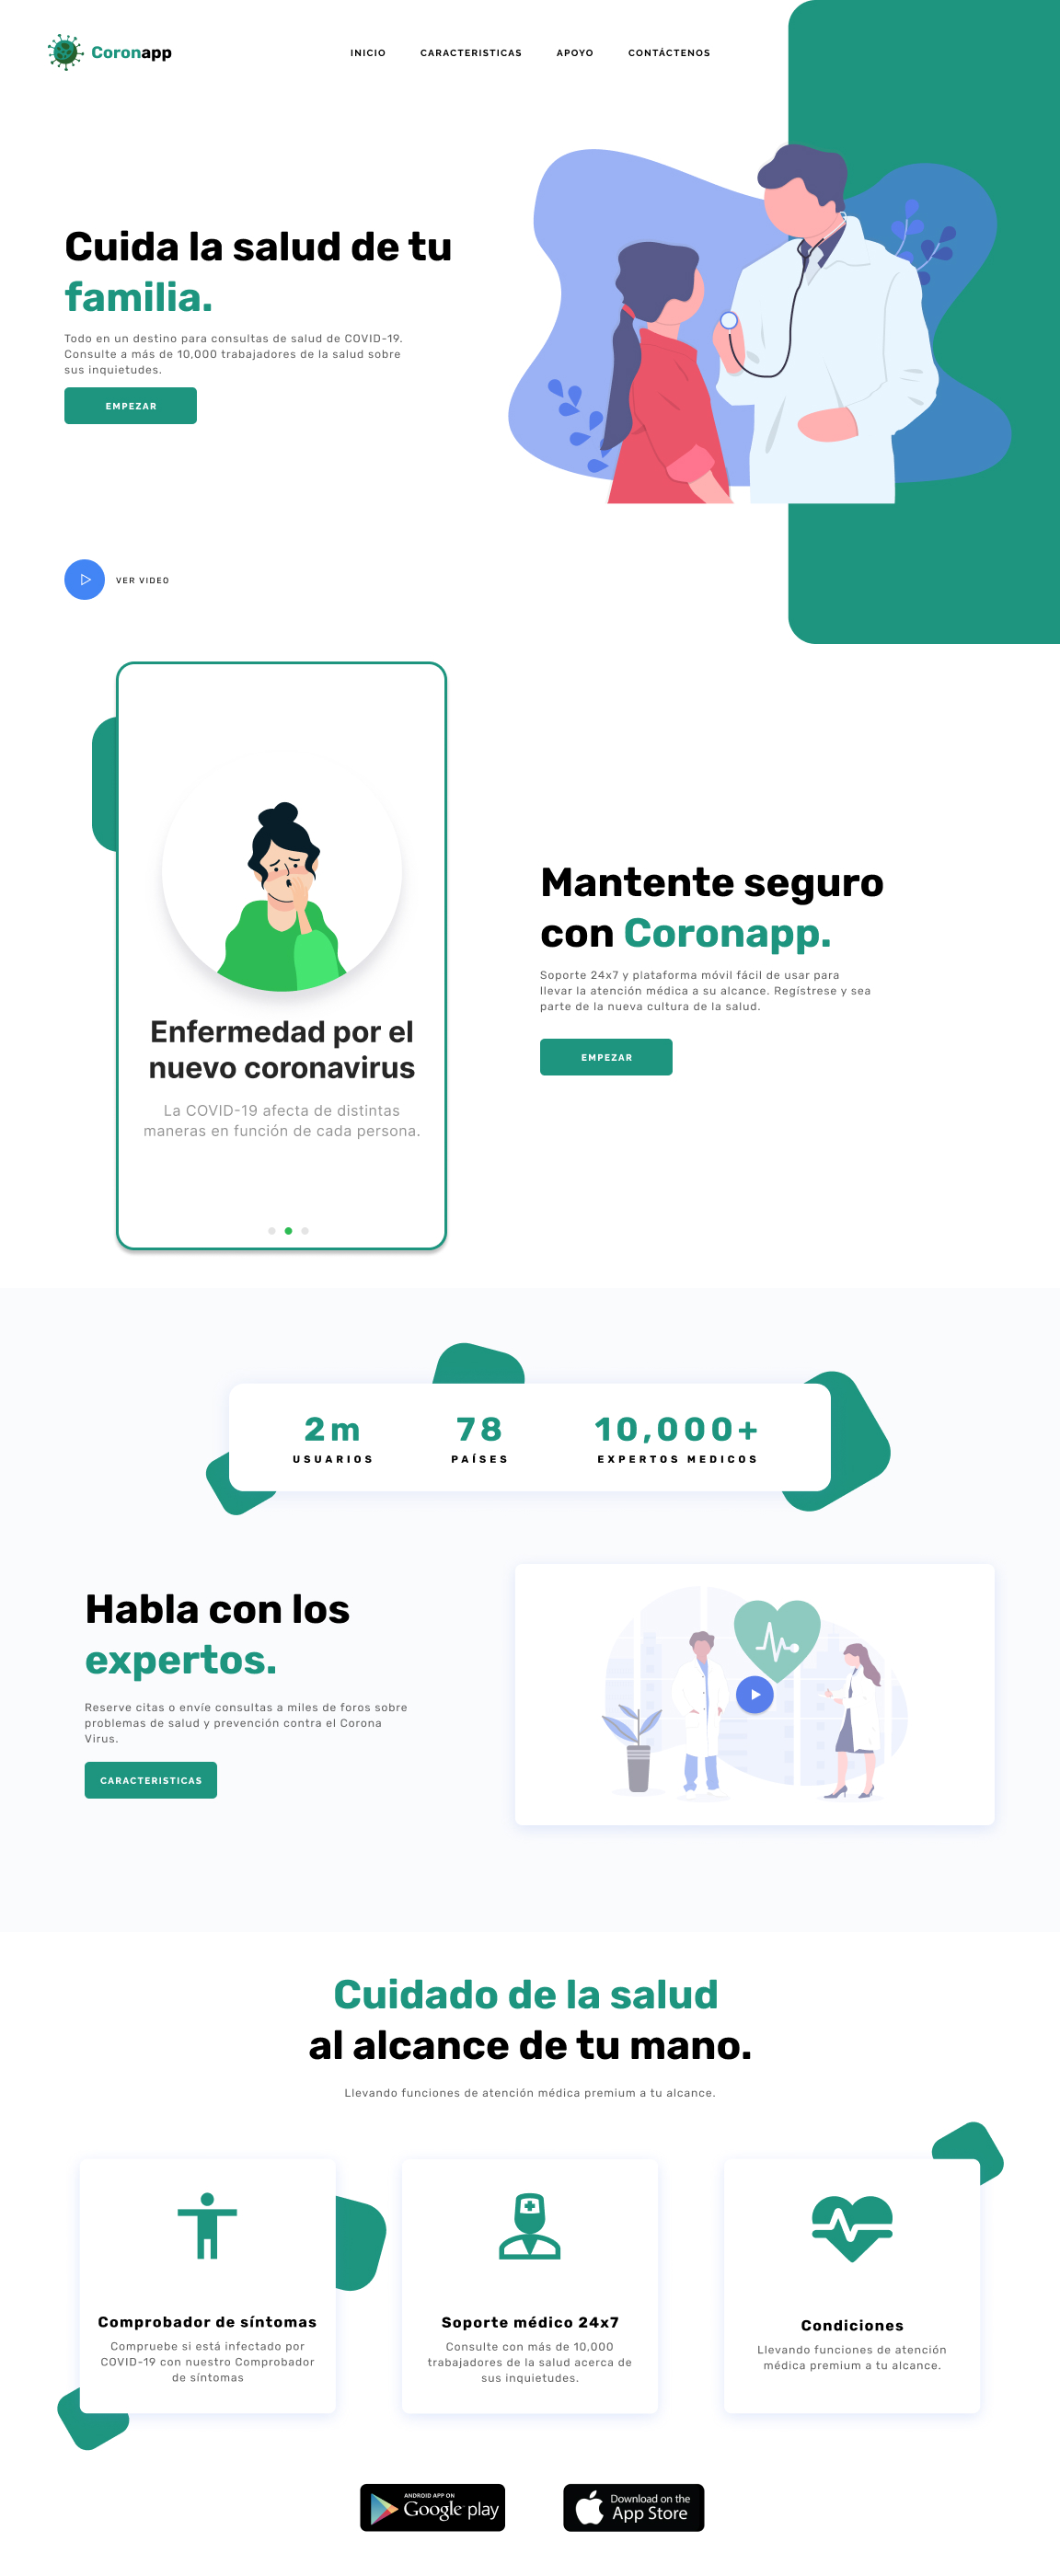 Coronapp
INICIO CARACTERISTICAS APOYO CONTÁCTENOS
Cuida la salud de tu
familia.
Todo en un destino para consultas de salud de COVID-19.
Consulte a más de 10,000 trabajadores de la salud sobre
sus inquietudes.
EMPEZAR
VER VIDEO
Enfermedad por el
nuevo coronavirus
La COVID-19 afecta de distintas
maneras en función de cada persona.
Mantente seguro
con Coronapp.
Soporte 24x7 y plataforma móvil fácil de usar para
llevar la atención médica a su alcance. Regístrese y sea
parte de la nueva cultura de la salud.
EMPEZAR
2m
USUARIOS
78
PAÍSES
10,000+
EXPERTOS MEDICOS
Habla con los
expertos.
Reserve citas o envíe consultas a miles de foros sobre
problemas de salud y prevención contra el Corona
Virus.
CARACTERISTICAS
Cuidado de la salud
al alcance de tu mano.
Llevando funciones de atención médica premium a tu alcance.
Comprobador de síntomas
Compruebe si está infectado por
COVID-19 con nuestro Comprobador
de síntomas
Soporte médico 24x7
Consulte con más de 10,000
trabajadores de la salud acerca de
sus inquietudes.
Condiciones
Llevando funciones de atención
médica premium a tu alcance.
ANDROID APP ON
Google play
Download on the
App Store